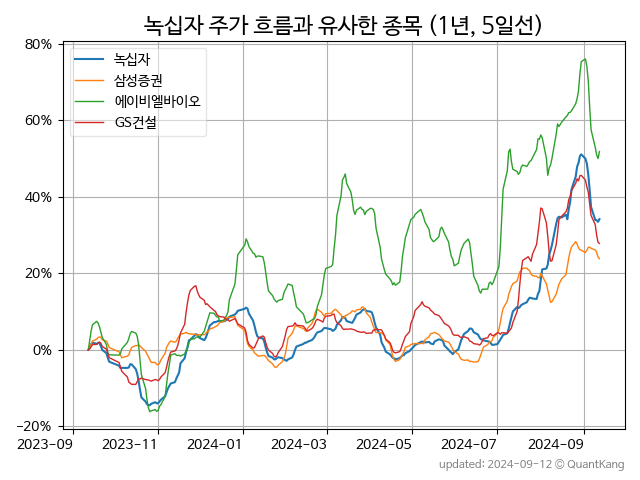 녹십자 주가 흐름과 유사한 종목 (1년, 5일선)
80%
60%
40%
20%
0%
−20%
녹십자
삼성증권
에이비엘바이오
GS건설
2023-09 2023-11 2024-01 2024-03 2024-05 2024-07 2024-09
updated: 2024-09-12 © QuantKang